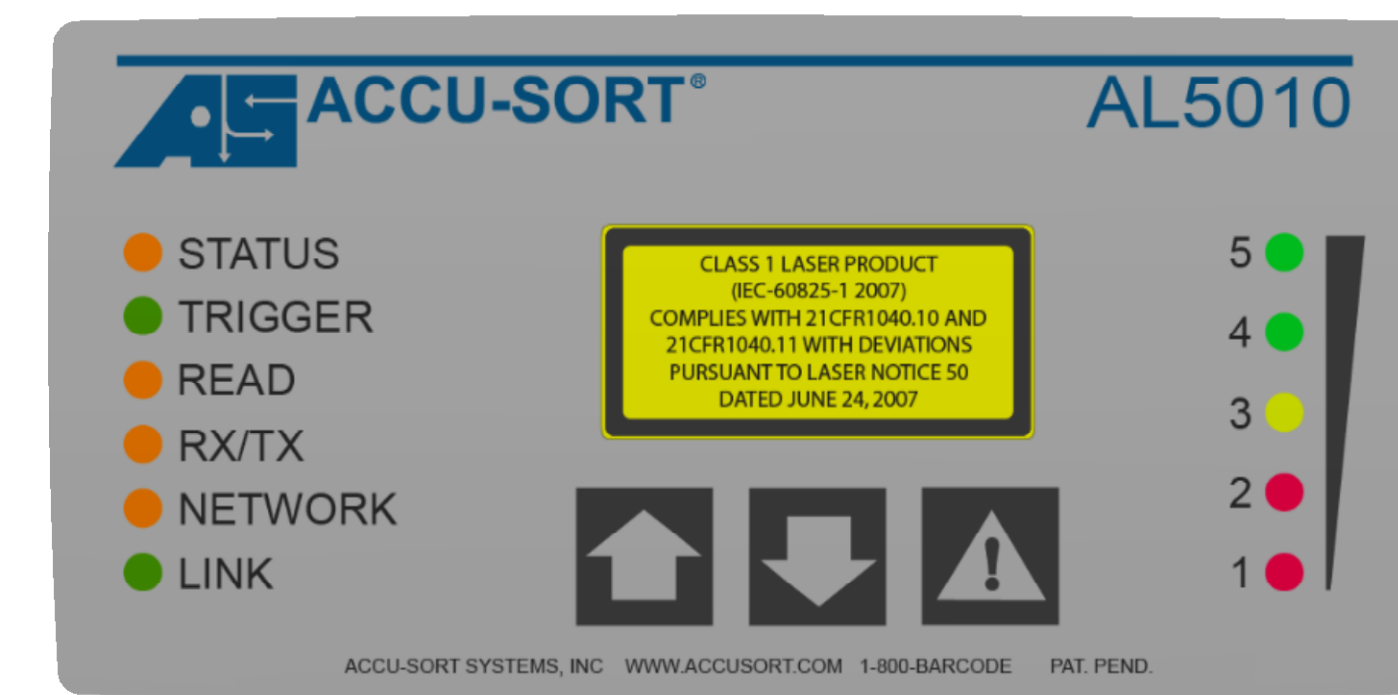 ACCU-SORT®
AL5010
STATUS
TRIGGER
READ
RX/TX
NETWORK
LINK
CLASS 1 LASER PRODUCT
(IEC-60825-1 2007)
COMPLIES WITH 21CFR1040.10 AND
21CFR1040.11 WITH DEVIATIONS
PURSUANT TO LASER NOTICE 50
DATED JUNE 24, 2007
5
4
3
2
1
ACCU-SORT SYSTEMS, INC WWW.ACCUSORT.COM 1-800-BARCODE PAT. PEND.